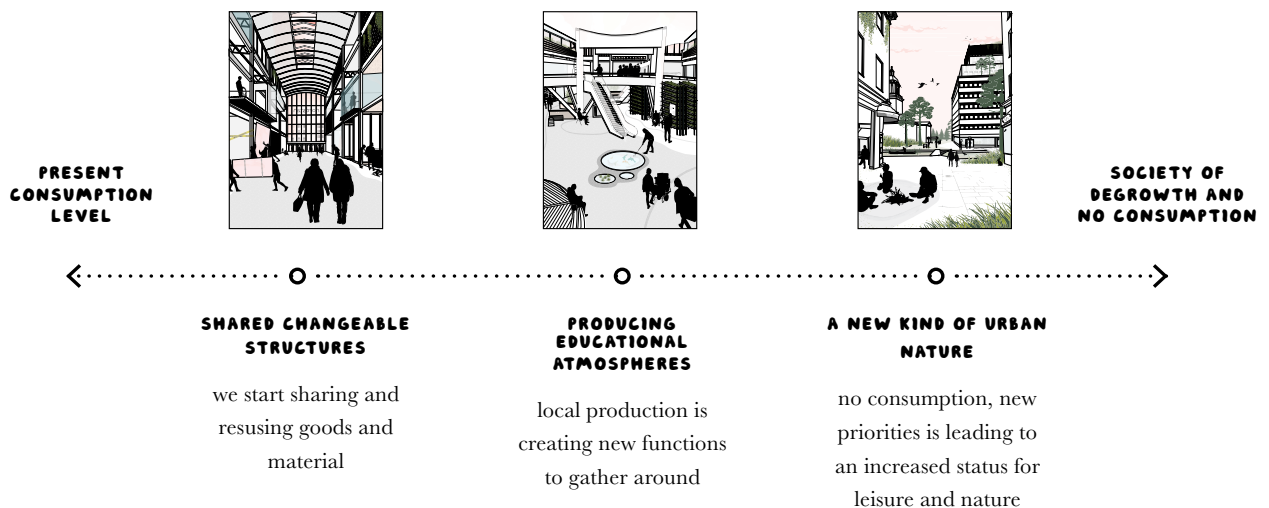 PRESENT
CONSUMPTION
LEVEL
SOCIETY OF
DEGROWTH AND
NO CONSUMPTION
SHARED CHANGEABLE
STRUCTURES
we start sharing and
resusing goods and
material
PRODUCING
EDUCATIONAL
ATMOSPHERES
local production is
creating new functions
to gather around
A NEW KIND OF URBAN
NATURE
no consumption, new
priorities is leading to
an increased status for
leisure and nature